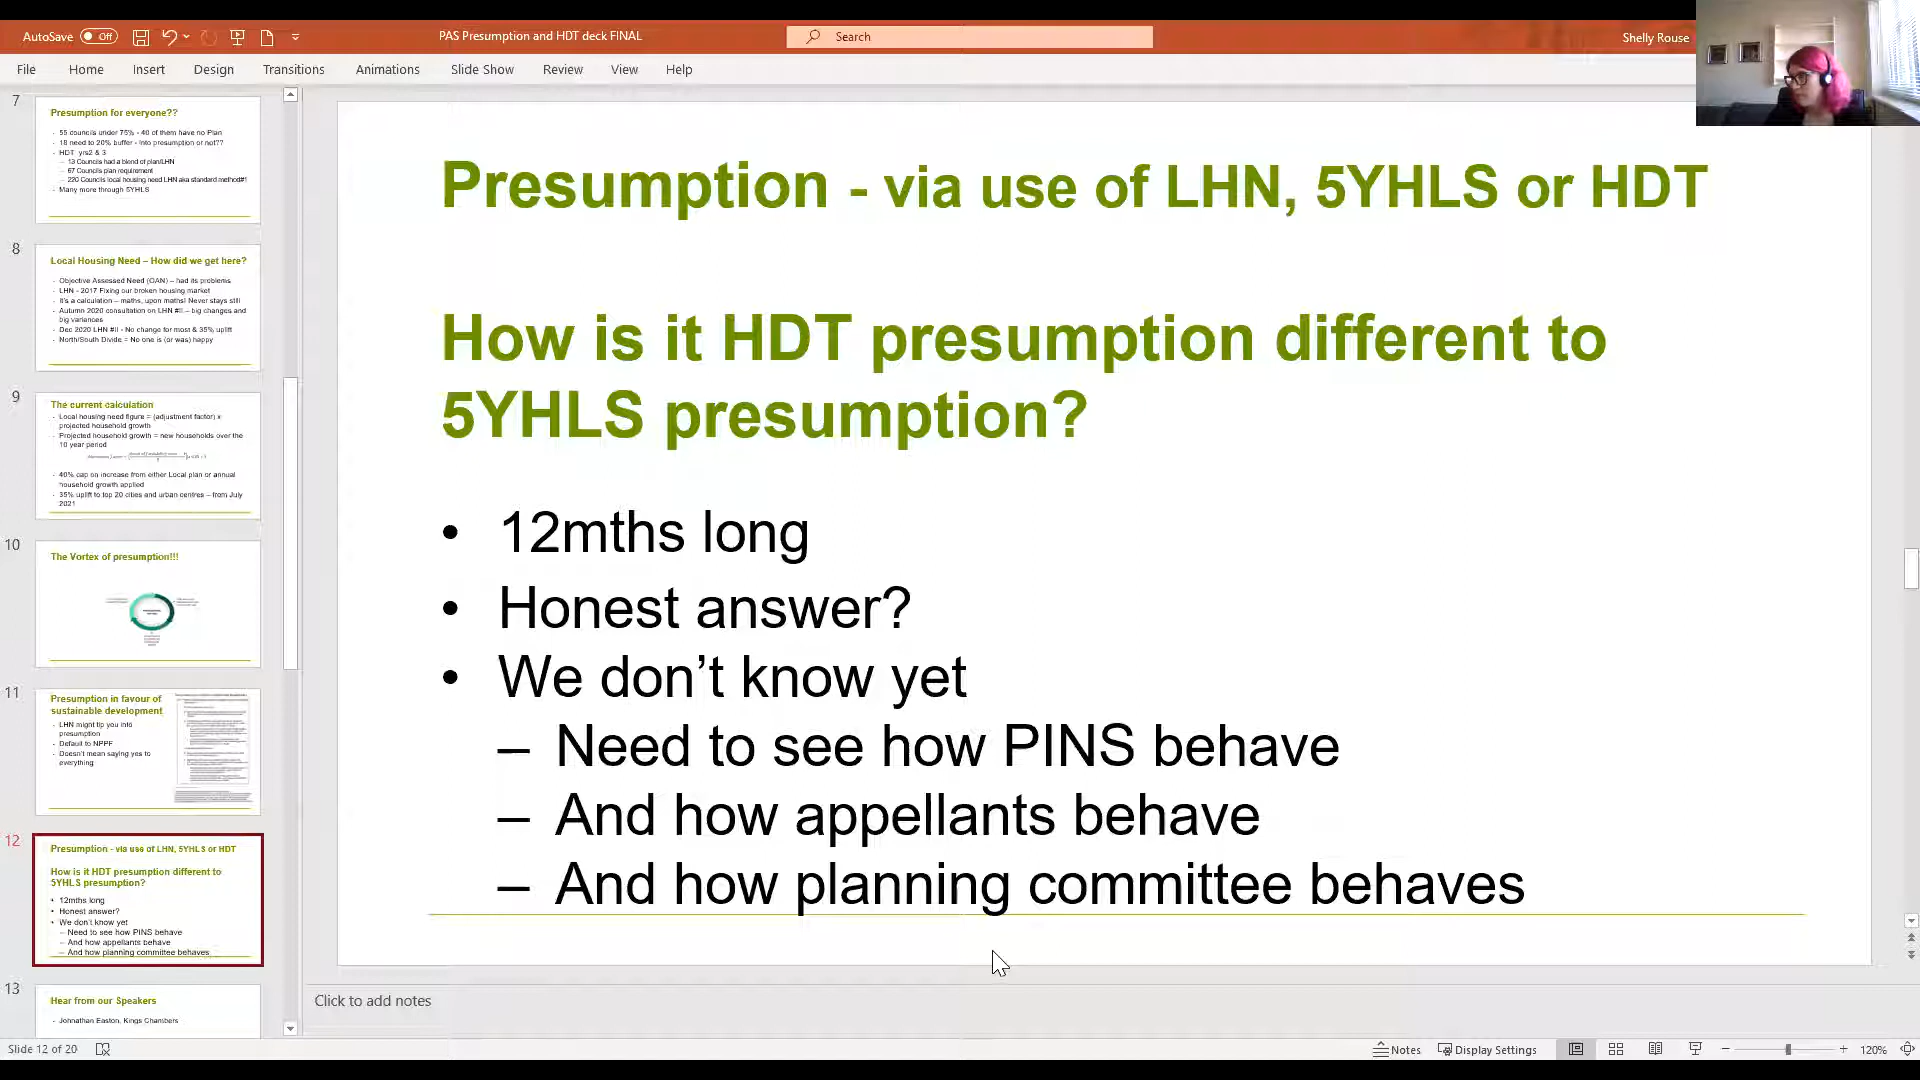 AutoSave Off
PAS Presumption and HDT deck FINAL
Search
Shelly Rouse
File Home Insert Design Transitions Animations Slide Show Review View Help
7
Presumption for everyone??
- 55 councils under 75% - 40 of them have no Plan
- 18 need to 20% buffer - Into presumption or not??
- HDT yrs2 & 3
– 13 Councils had a blend of plan/LHN
– 67 Councils plan requirement
– 220 Councils local housing need LHN aka standard method#1
- Many more through 5YHLS
8
Local Housing Need – How did we get here?
- Objective Assessed Need (OAN) – had its problems
- LHN - 2017 Fixing our broken housing market
- It's a calculation – maths, upon maths! Never stays still
- Autumn 2020 consultation on LHN #II – big changes and
big variances
- Dec 2020 LHN #II - No change for most & 35% uplift
- North/South Divide = No one is (or was) happy
9
The current calculation
- Local housing need figure = (adjustment factor) x
projected household growth
- Projected household growth = new households over the
10 year period
- 40% cap on increase from either Local plan or annual
household growth applied
- 35% uplift to top 20 cities and urban centres – from July
2021
10
The Vortex of presumption!!!
11
Presumption in favour of
sustainable development
- LHN might tip you into
presumption
- Default to NPPF
- Doesn't mean saying yes to
everything
12
Presumption - via use of LHN, 5YHLS or HDT
How is it HDT presumption different to
5YHLS presumption?
• 12mths long
• Honest answer?
• We don't know yet
– Need to see how PINS behave
– And how appellants behave
– And how planning committee behaves
13
Hear from our Speakers
- Johnathan Easton, Kings Chambers
Presumption - via use of LHN, 5YHLS or HDT
How is it HDT presumption different to
5YHLS presumption?
• 12mths long
• Honest answer?
• We don’t know yet
– Need to see how PINS behave
– And how appellants behave
– And how planning committee behaves
Click to add notes
Slide 12 of 20
Notes Display Settings 120%